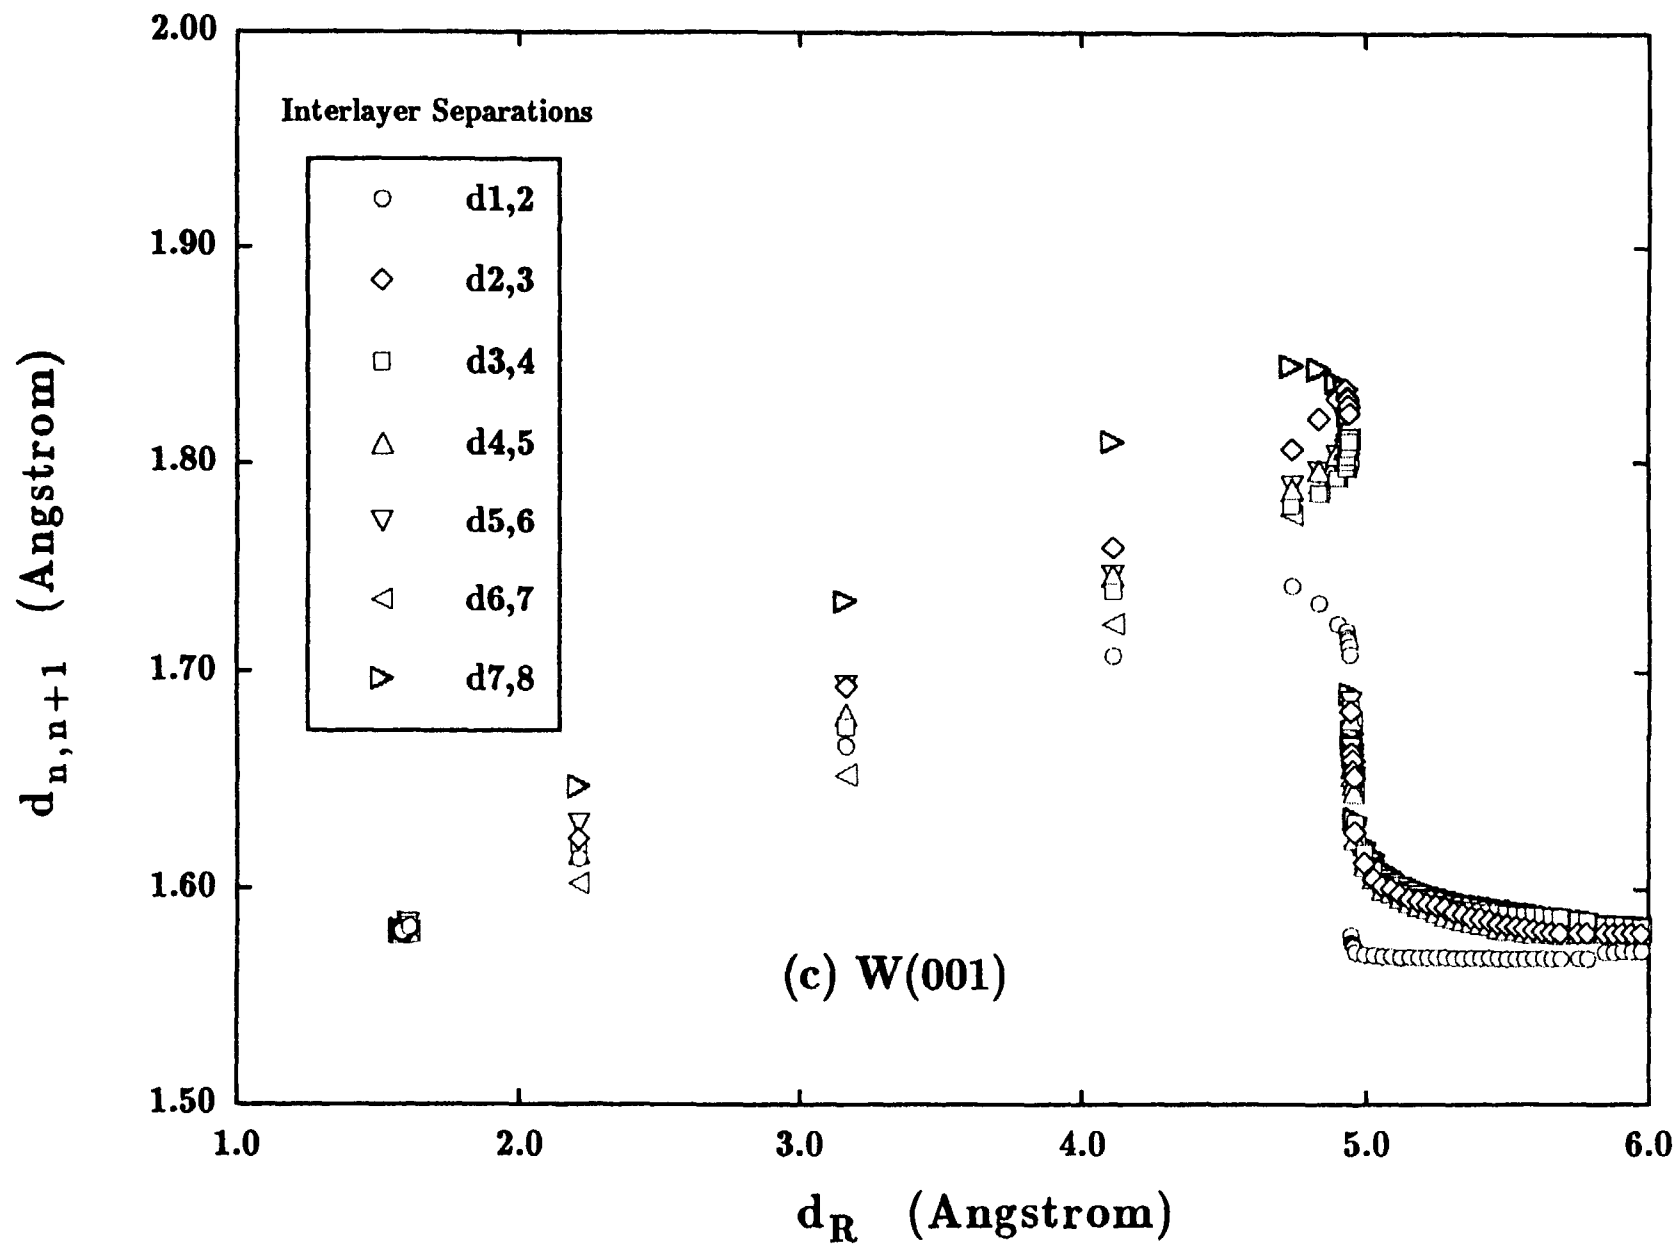 2.00
1.90
1.80
1.70
1.60
1.50
d_{n,n+1} (Angstrom)
Interlayer Separations
d1,2
d2,3
d3,4
d4,5
d5,6
d6,7
d7,8
(c) W(001)
1.0 2.0 3.0 4.0 5.0 6.0
d_R (Angstrom)